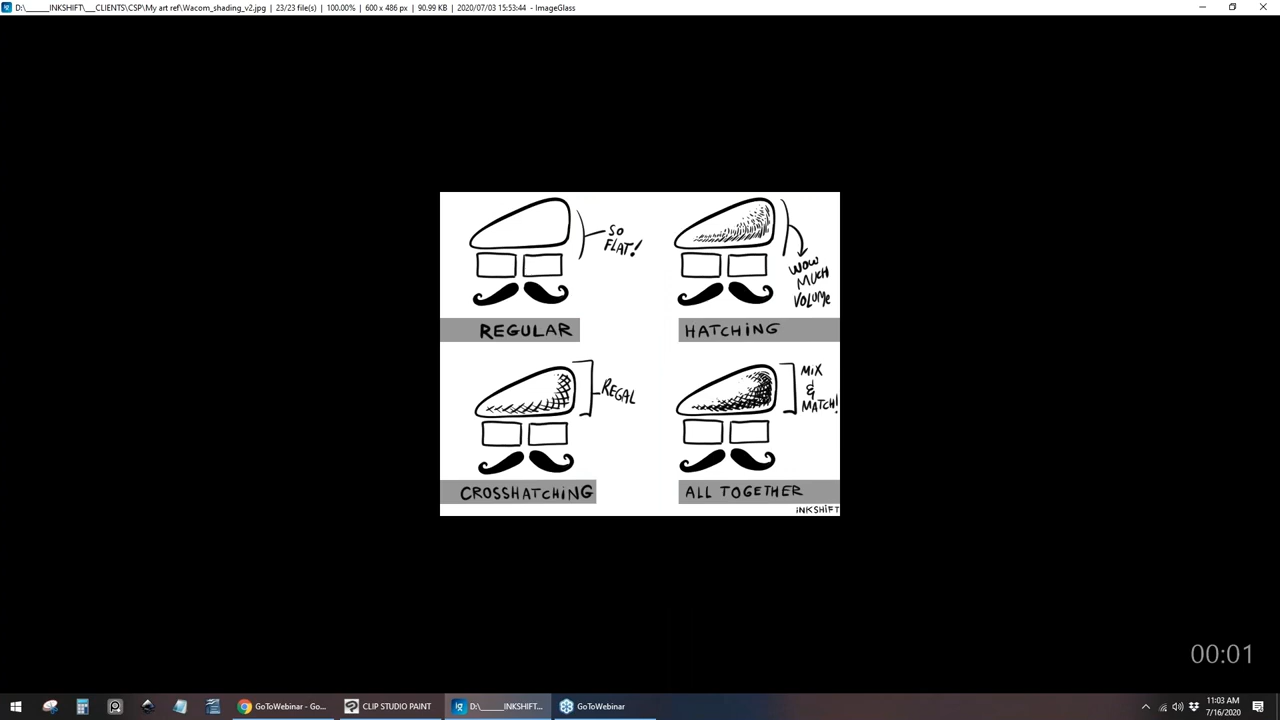 D:\______INKSHIFT\___CLIENTS\CSP\My art ref\Wacom_shading_v2.jpg | 23/23 file(s) | 100.00% | 600 x 486 px | 90.99 KB | 2020/07/03 15:53:44 - ImageGlass
SO
FLAT!
WOW
MUCH
VOLUME
REGULAR
HATCHING
REGAL
MIX
&
MATCH!
CROSSHATCHING
ALL TOGETHER
INKSHIFT
00:01
GoToWebinar - Go...
CLIP STUDIO PAINT
D:\______INKSHIFT...
GoToWebinar
11:03 AM
7/16/2020